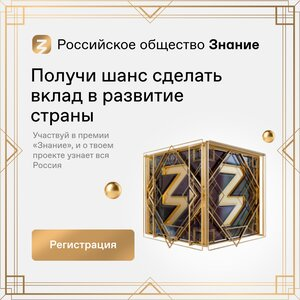 Российское общество Знание
Получи шанс сделать
вклад в развитие
страны
Участвуй в премии
«Знание», и о твоем
проекте узнает вся
Россия
Регистрация